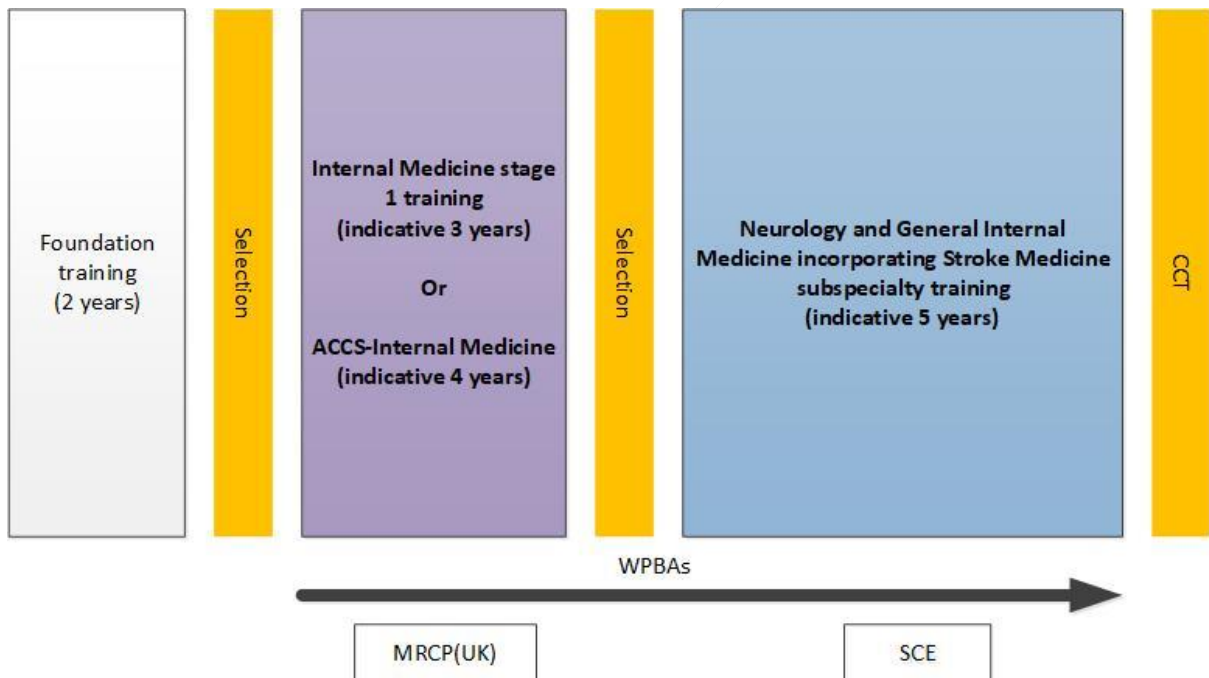 Foundation
training
(2 years)
Selection
Internal Medicine stage
1 training
(indicative 3 years)
Or
ACCS-Internal Medicine
(indicative 4 years)
Selection
Neurology and General Internal
Medicine incorporating Stroke Medicine
subspecialty training
(indicative 5 years)
CCT
WPBAs
MRCP(UK)
SCE